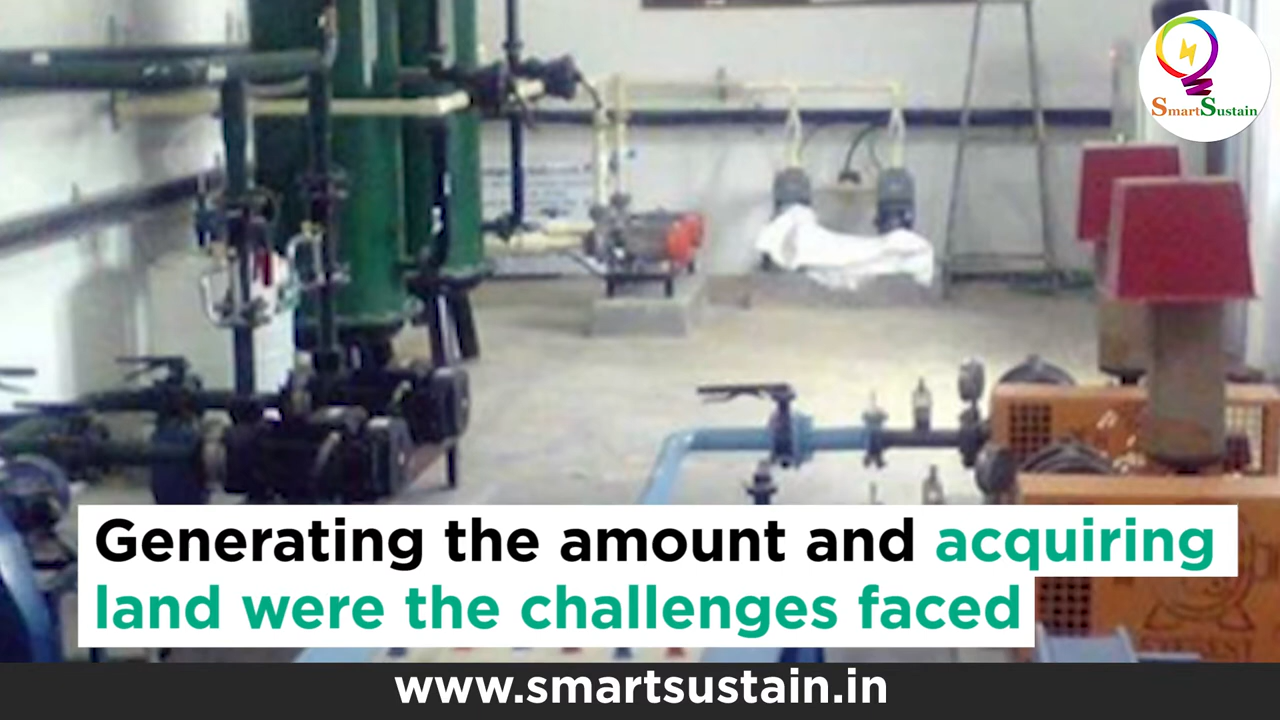 SmartSustain
Generating the amount and acquiring
land were the challenges faced
www.smartsustain.in